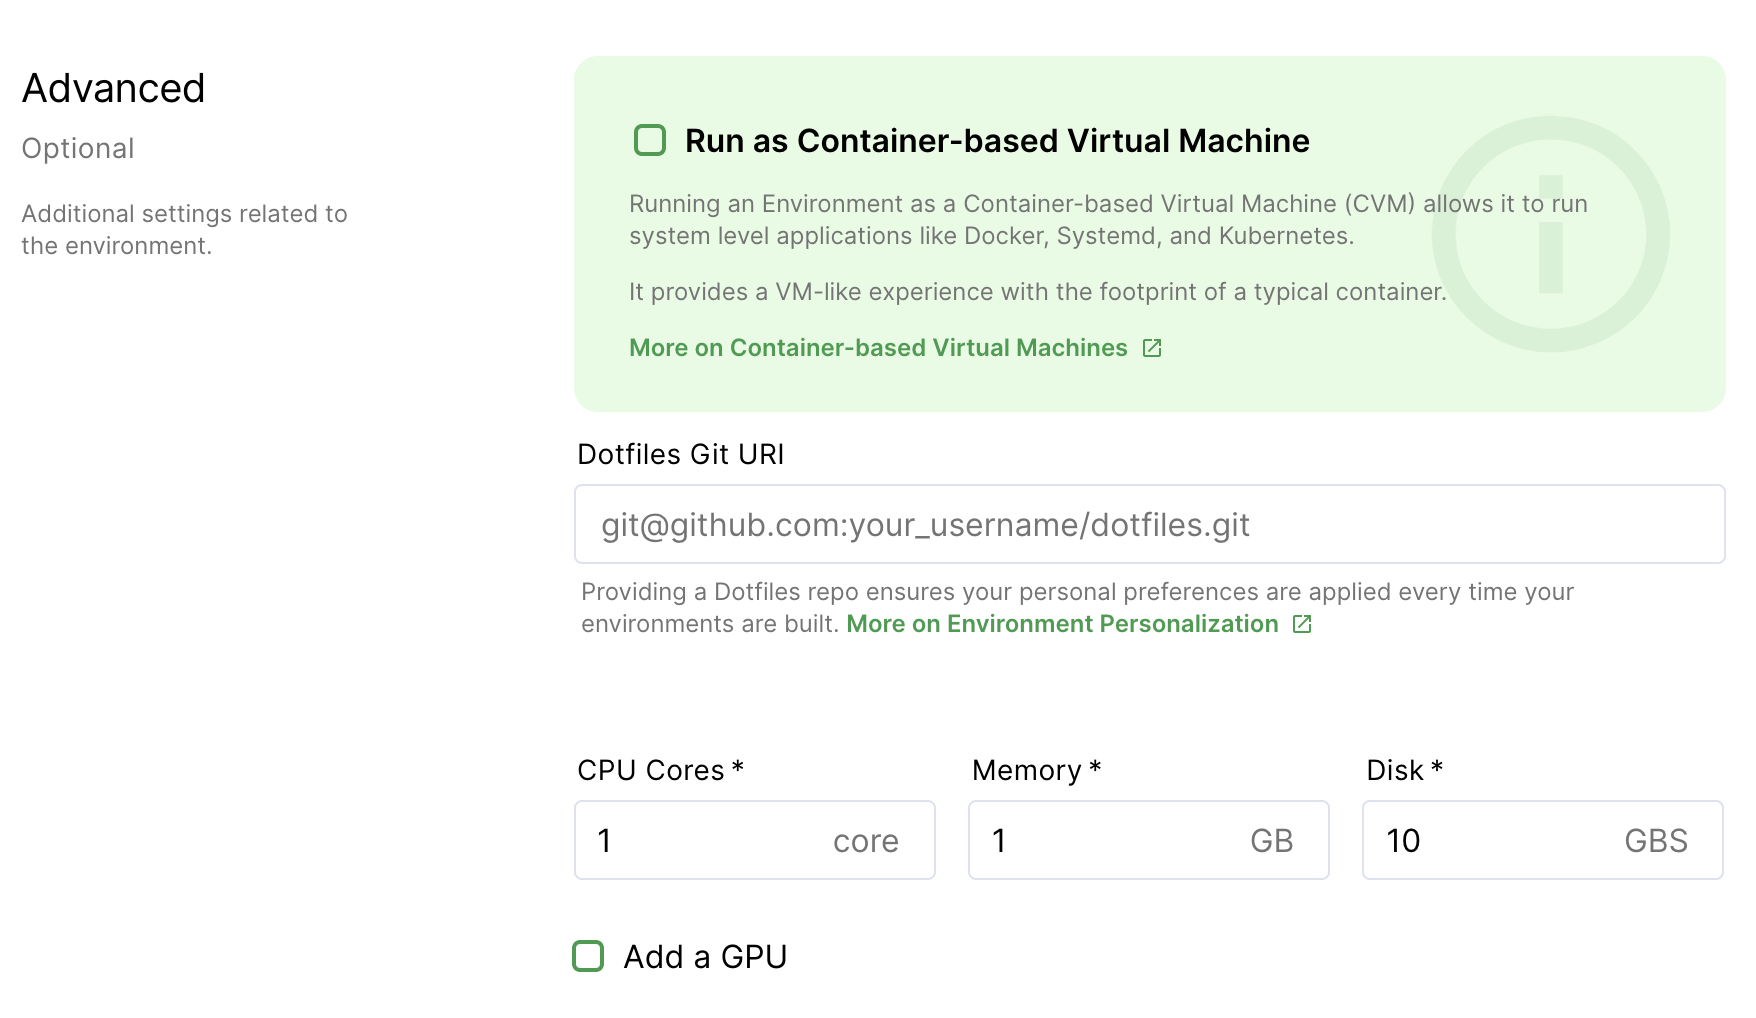 Advanced
Optional
Additional settings related to
the environment.
Run as Container-based Virtual Machine
Running an Environment as a Container-based Virtual Machine (CVM) allows it to run
system level applications like Docker, Systemd, and Kubernetes.
It provides a VM-like experience with the footprint of a typical container.
More on Container-based Virtual Machines
Dotfiles Git URI
git@github.com:your_username/dotfiles.git
Providing a Dotfiles repo ensures your personal preferences are applied every time your
environments are built. More on Environment Personalization
CPU Cores * Memory * Disk *
1 core 1 GB 10 GBS
Add a GPU